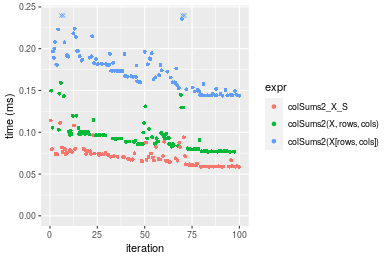 0.25
0.20
0.15
0.10
0.05
0.00
time (ms)
0
25
50
75
100
iteration
expr
colSums2_X_S
colSums2(X, rows, cols)
colSums2(X[rows, cols])